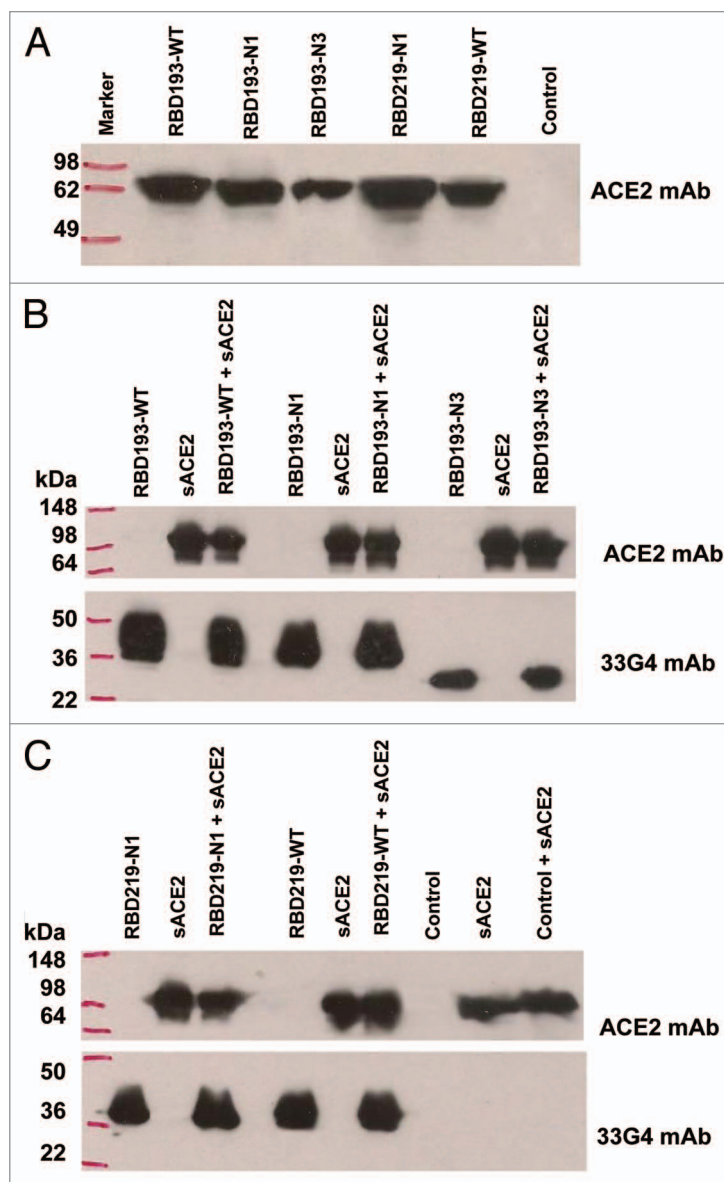 A
Marker
RBD193-WT
RBD193-N1
RBD193-N3
RBD219-N1
RBD219-WT
Control
98
62
49
ACE2 mAb
B
kDa
RBD193-WT
sACE2
RBD193-WT + sACE2
RBD193-N1
sACE2
RBD193-N1 + sACE2
RBD193-N3
sACE2
RBD193-N3 + sACE2
148
98
64
ACE2 mAb
50
36
22
33G4 mAb
C
kDa
RBD219-N1
sACE2
RBD219-N1 + sACE2
RBD219-WT
sACE2
RBD219-WT + sACE2
Control
sACE2
Control + sACE2
148
98
64
ACE2 mAb
50
36
22
33G4 mAb